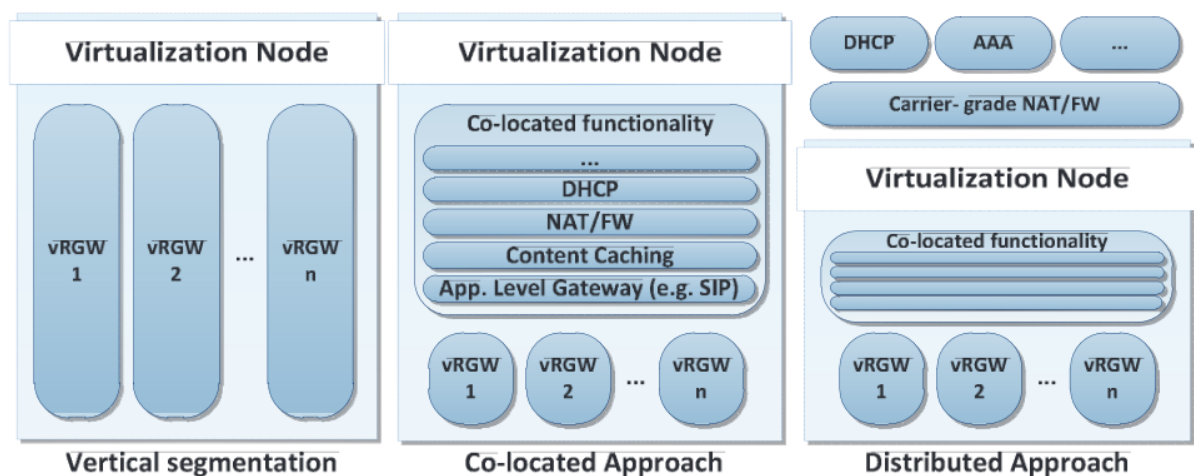 Virtualization Node
vRGW
1
vRGW
2
...
vRGW
n
Vertical segmentation
Virtualization Node
Co-located functionality
...
DHCP
NAT/FW
Content Caching
App. Level Gateway (e.g. SIP)
vRGW
1
vRGW
2
...
vRGW
n
Co-located Approach
DHCP
AAA
...
Carrier- grade NAT/FW
Virtualization Node
Co-located functionality
vRGW
1
vRGW
2
...
vRGW
n
Distributed Approach